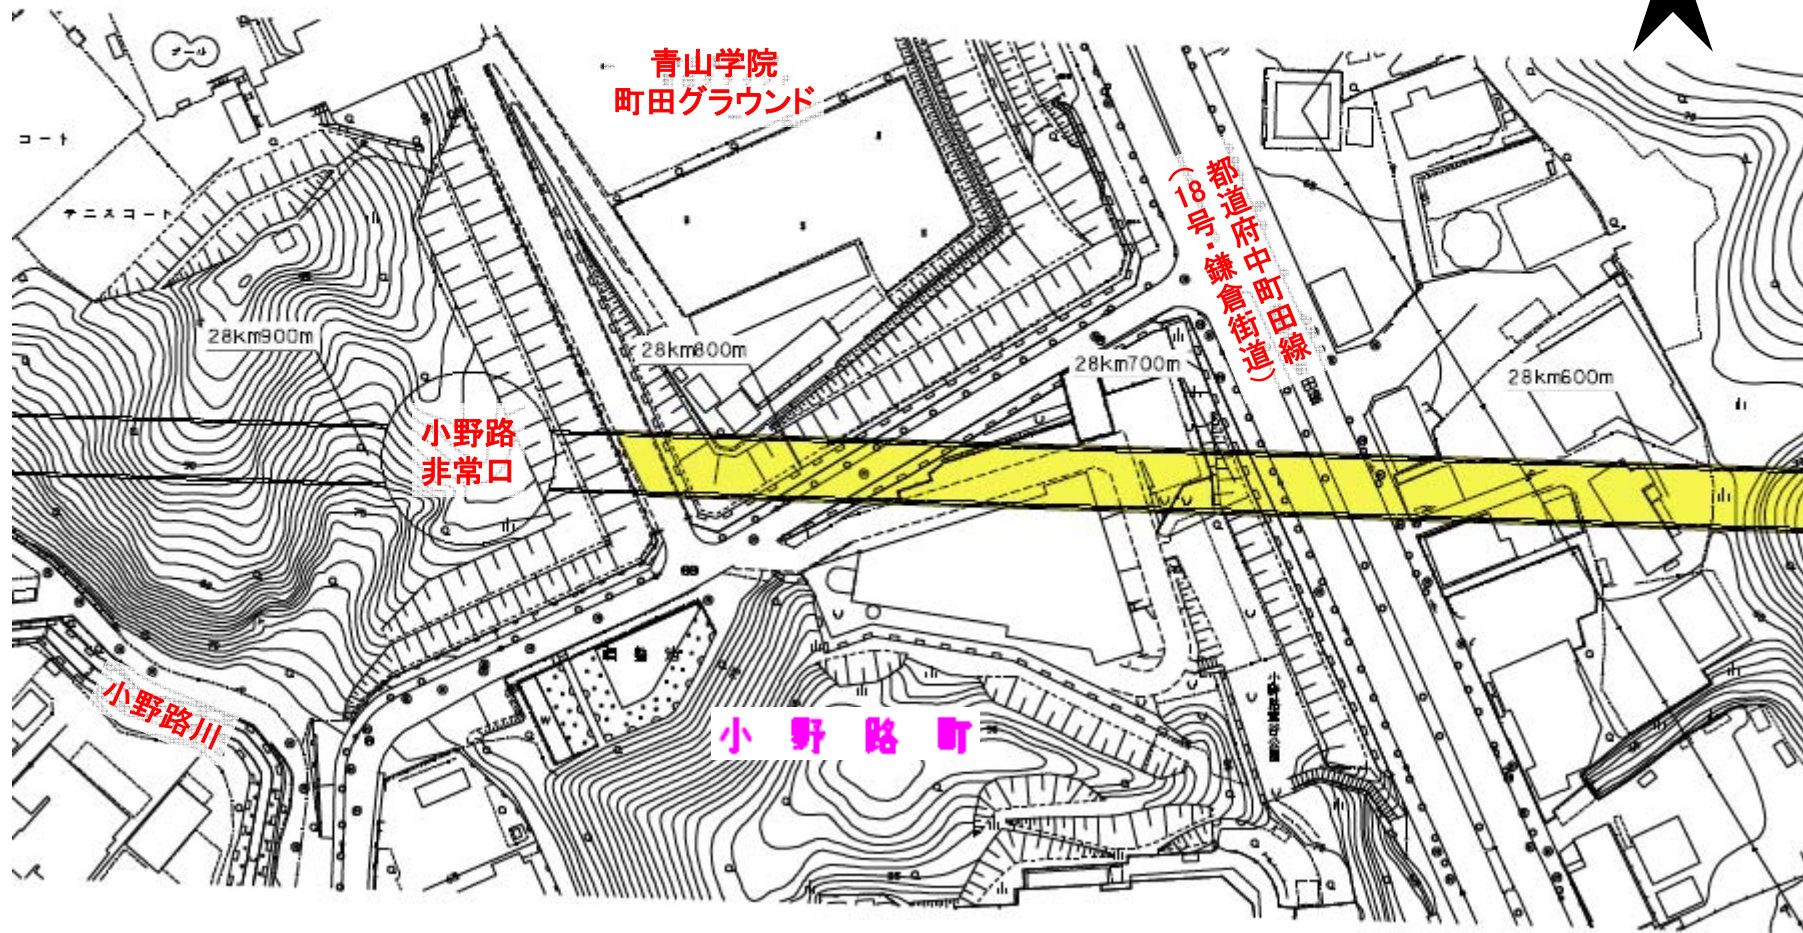 プール
青山学院
町田グラウンド
コート
テニスコート
都道府中町田線
(18号・鎌倉街道)
28km900m
28km800m
28km700m
28km600m
小野路
非常口
小野路川
小野路町